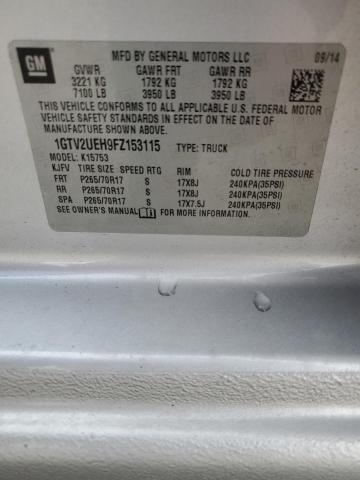 GM
MFD BY GENERAL MOTORS LLC 09/14
GVWR GAWR FRT GAWR RR
3221 KG 1792 KG 1792 KG
7100 LB 3950 LB 3950 LB
THIS VEHICLE CONFORMS TO ALL APPLICABLE U.S. FEDERAL MOTOR
VEHICLE SAFETY STANDARDS IN EFFECT ON THE DATE OF
MANUFACTURE SHOWN ABOVE.
1GTV2UEH9FZ153115 TYPE: TRUCK
MODEL: K15753
KJFV TIRE SIZE SPEED RTG RIM COLD TIRE PRESSURE
FRT P265/70R17 S 17X8J 240KPA(35PSI)
RR P265/70R17 S 17X8J 240KPA(35PSI)
SPA P265/70R17 S 17X7.5J 240KPA(35PSI)
SEE OWNER'S MANUAL FOR MORE INFORMATION.